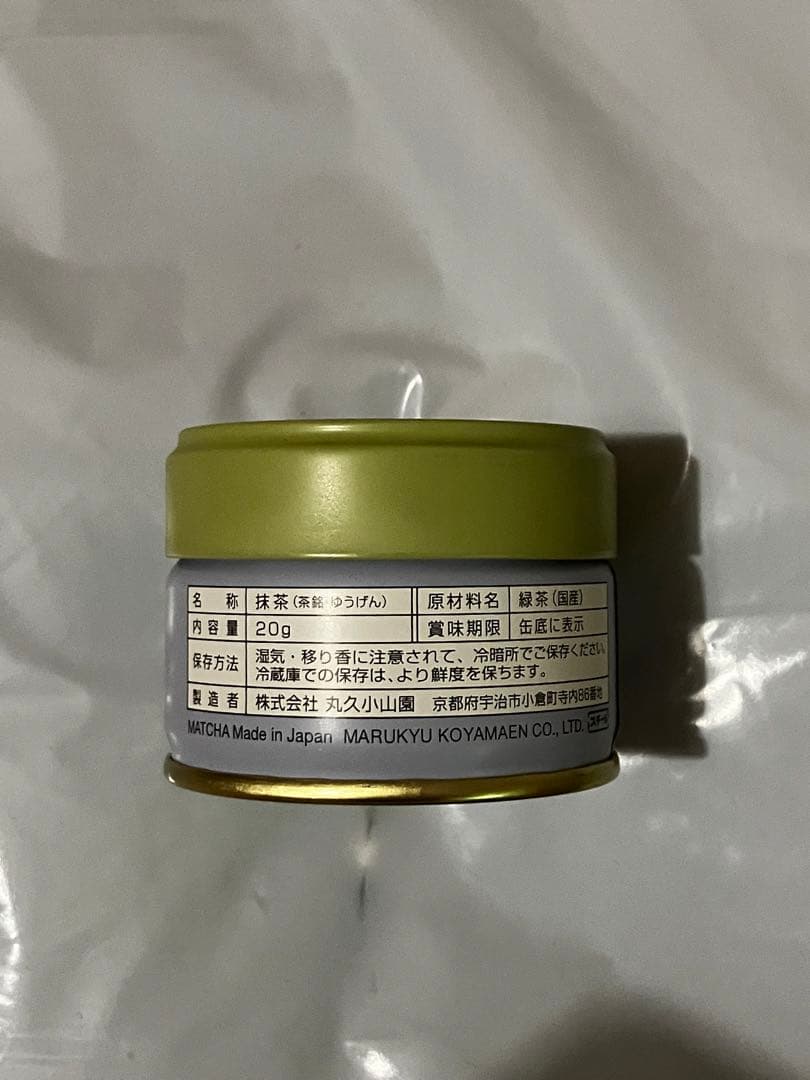 名称 抹茶(茶銘 ゆうげん) 原材料名 緑茶(国産)
内容量 20g 賞味期限 缶底に表示
保存方法 湿気・移り香に注意されて、冷暗所でご保存ください。
冷蔵庫での保存は、より鮮度を保ちます。
製造者 株式会社 丸久小山園 京都府宇治市小倉町寺内86番地
MATCHA Made in Japan MARUKYU KOYAMAEN CO., LTD. スチール